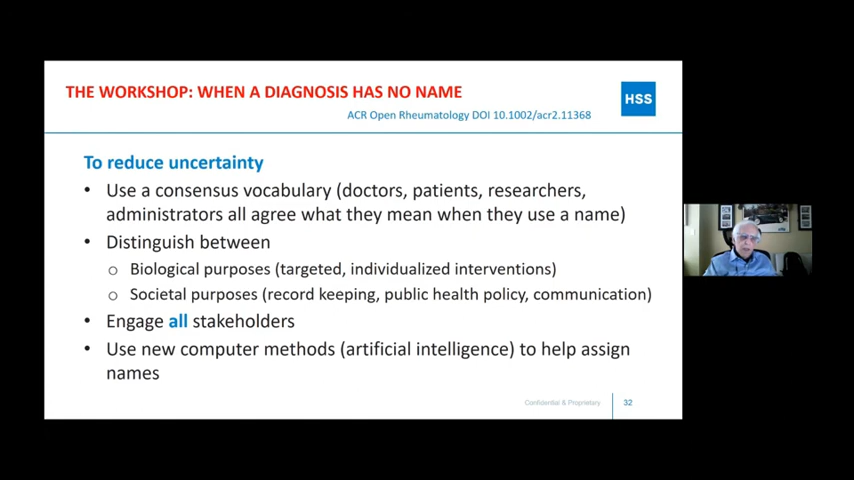 THE WORKSHOP: WHEN A DIAGNOSIS HAS NO NAME
HSS
ACR Open Rheumatology DOI 10.1002/acr2.11368
To reduce uncertainty
• Use a consensus vocabulary (doctors, patients, researchers,
administrators all agree what they mean when they use a name)
• Distinguish between
o Biological purposes (targeted, individualized interventions)
o Societal purposes (record keeping, public health policy, communication)
• Engage all stakeholders
• Use new computer methods (artificial intelligence) to help assign
names
Confidential & Proprietary
32